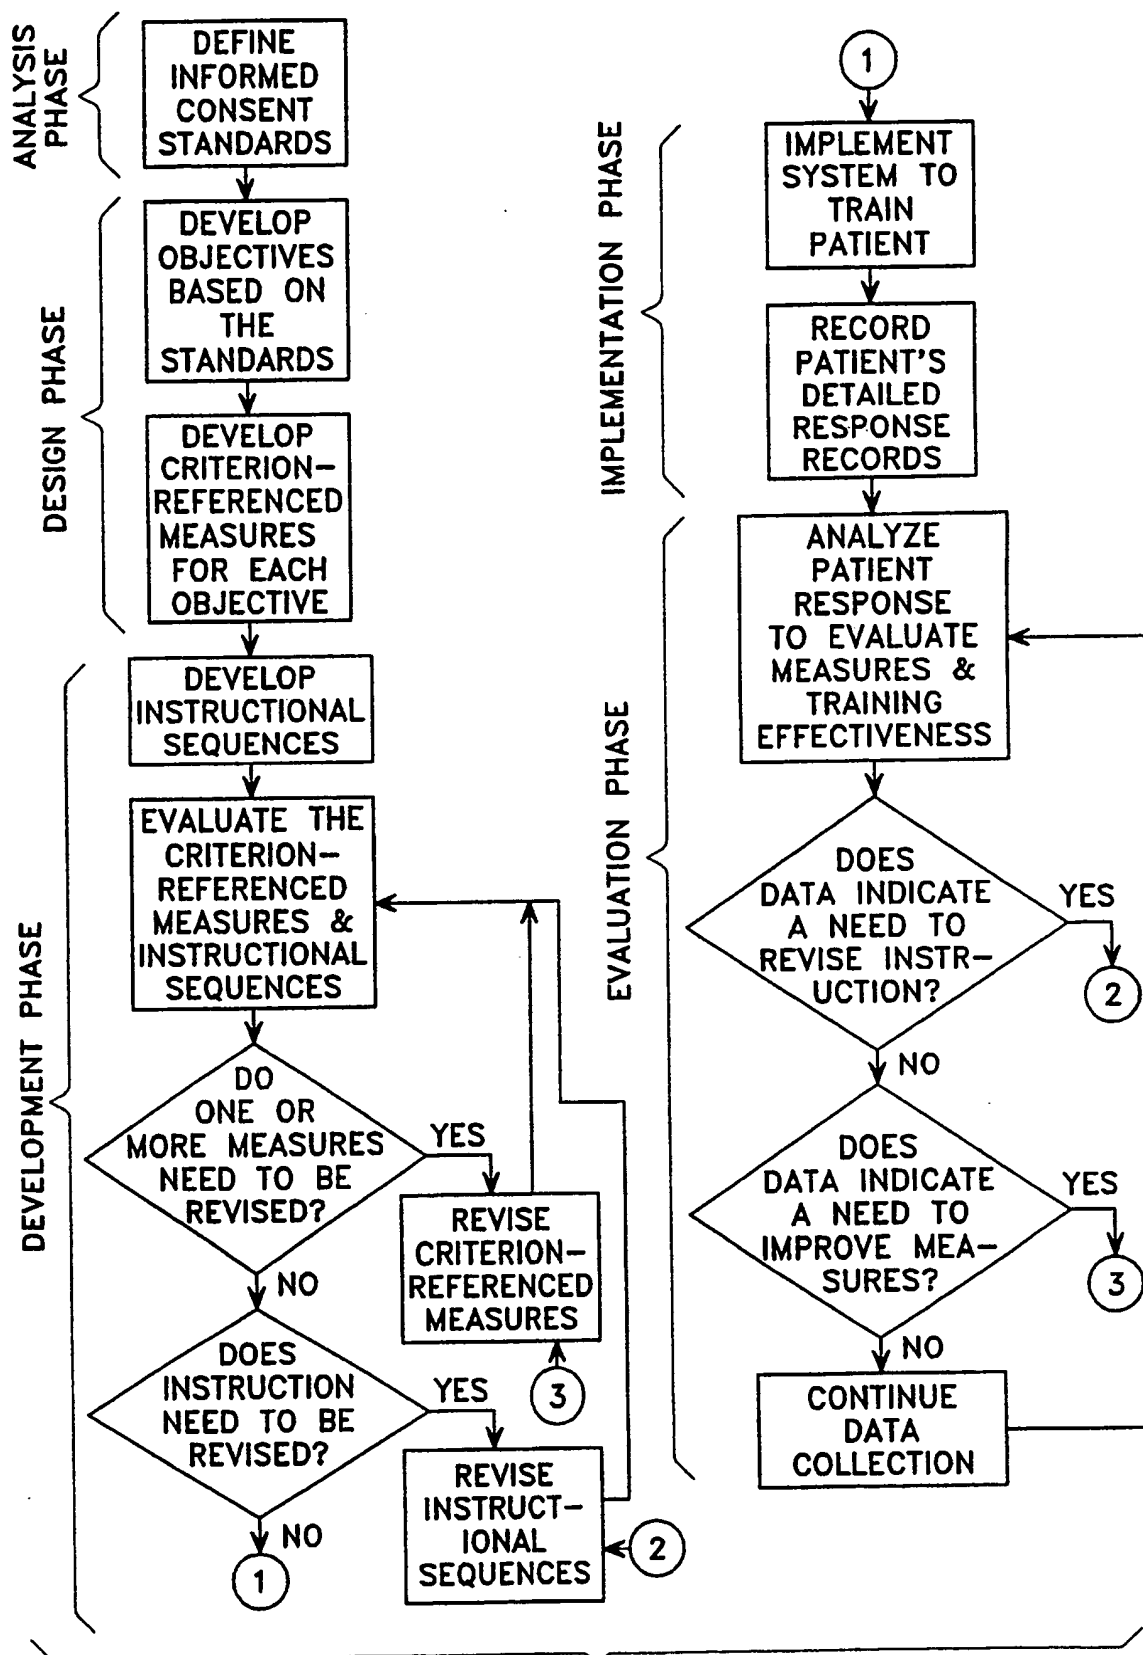 ANALYSIS
PHASE
DEFINE
INFORMED
CONSENT
STANDARDS
DESIGN PHASE
DEVELOP
OBJECTIVES
BASED ON
THE
STANDARDS
DEVELOP
CRITERION-
REFERENCED
MEASURES
FOR EACH
OBJECTIVE
DEVELOPMENT PHASE
DEVELOP
INSTRUCTIONAL
SEQUENCES
EVALUATE THE
CRITERION-
REFERENCED
MEASURES &
INSTRUCTIONAL
SEQUENCES
DO
ONE OR
MORE MEASURES
NEED TO BE
REVISED?
YES
REVISE
CRITERION-
REFERENCED
MEASURES
3
NO
DOES
INSTRUCTION
NEED TO BE
REVISED?
YES
REVISE
INSTRUCT-
IONAL
SEQUENCES
2
NO
1
1
IMPLEMENTATION PHASE
IMPLEMENT
SYSTEM TO
TRAIN
PATIENT
RECORD
PATIENT'S
DETAILED
RESPONSE
RECORDS
EVALUATION PHASE
ANALYZE
PATIENT
RESPONSE
TO EVALUATE
MEASURES &
TRAINING
EFFECTIVENESS
DOES
DATA INDICATE
A NEED TO
REVISE INSTR-
UCTION?
YES
2
NO
DOES
DATA INDICATE
A NEED TO
IMPROVE MEA-
SURES?
YES
3
NO
CONTINUE
DATA
COLLECTION